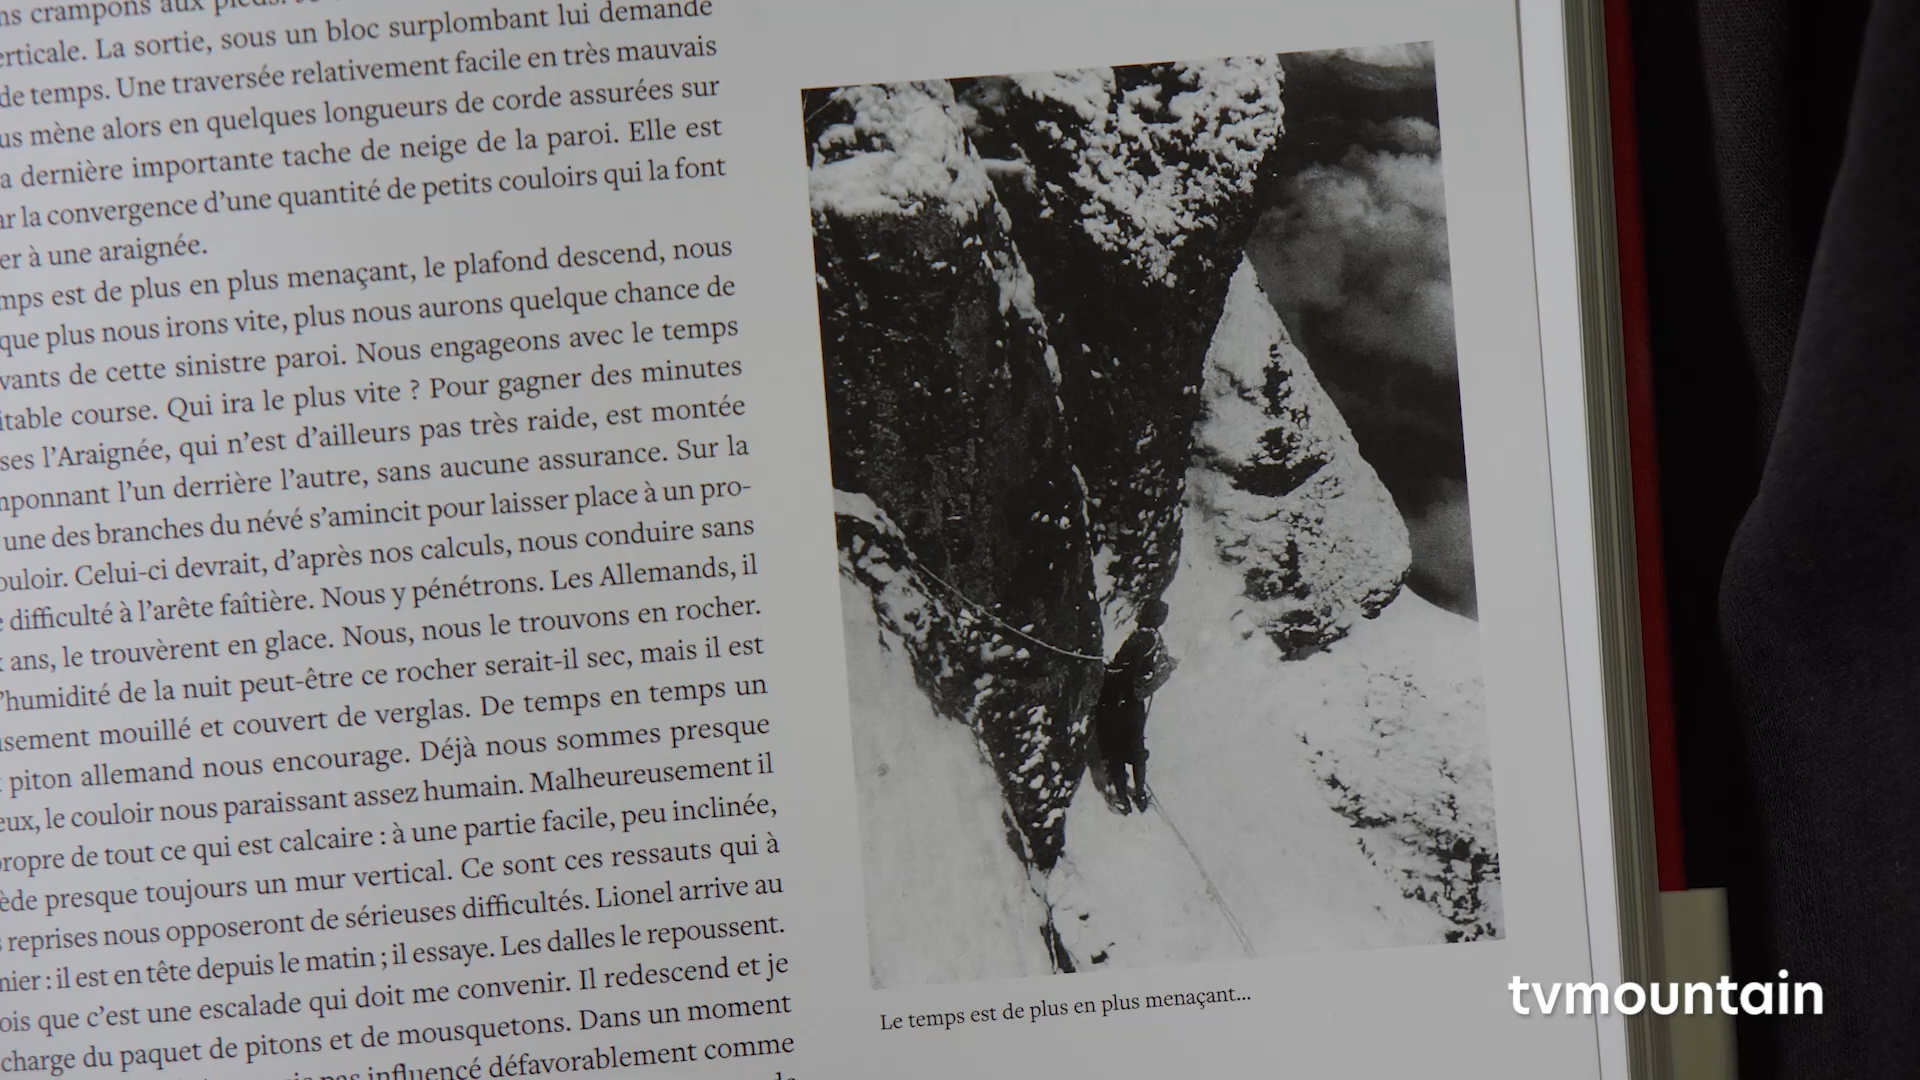 ns crampons aux pieds.
erticale. La sortie, sous un bloc surplombant lui demande
de temps. Une traversée relativement facile en très mauvais
us mène alors en quelques longueurs de corde assurées sur
a dernière importante tache de neige de la paroi. Elle est
ar la convergence d'une quantité de petits couloirs qui la font
er à une araignée.
mps est de plus en plus menaçant, le plafond descend, nous
que plus nous irons vite, plus nous aurons quelque chance de
vants de cette sinistre paroi. Nous engageons avec le temps
itable course. Qui ira le plus vite ? Pour gagner des minutes
ses l'Araignée, qui n'est d'ailleurs pas très raide, est montée
mponnant l'un derrière l'autre, sans aucune assurance. Sur la
une des branches du névé s'amincit pour laisser place à un pro-
ouloir. Celui-ci devrait, d'après nos calculs, nous conduire sans
e difficulté à l'arête faîtière. Nous y pénétrons. Les Allemands, il
x ans, le trouvèrent en glace. Nous, nous le trouvons en rocher.
'humidité de la nuit peut-être ce rocher serait-il sec, mais il est
usement mouillé et couvert de verglas. De temps en temps un
piton allemand nous encourage. Déjà nous sommes presque
eux, le couloir nous paraissant assez humain. Malheureusement il
propre de tout ce qui est calcaire : à une partie facile, peu inclinée,
ède presque toujours un mur vertical. Ce sont ces ressauts qui à
s reprises nous opposeront de sérieuses difficultés. Lionel arrive au
nier : il est en tête depuis le matin ; il essaye. Les dalles le repoussent.
ois que c'est une escalade qui doit me convenir. Il redescend et je
charge du paquet de pitons et de mousquetons. Dans un moment
pas influencé défavorablement comme
Le temps est de plus en plus menaçant...
tvmountain